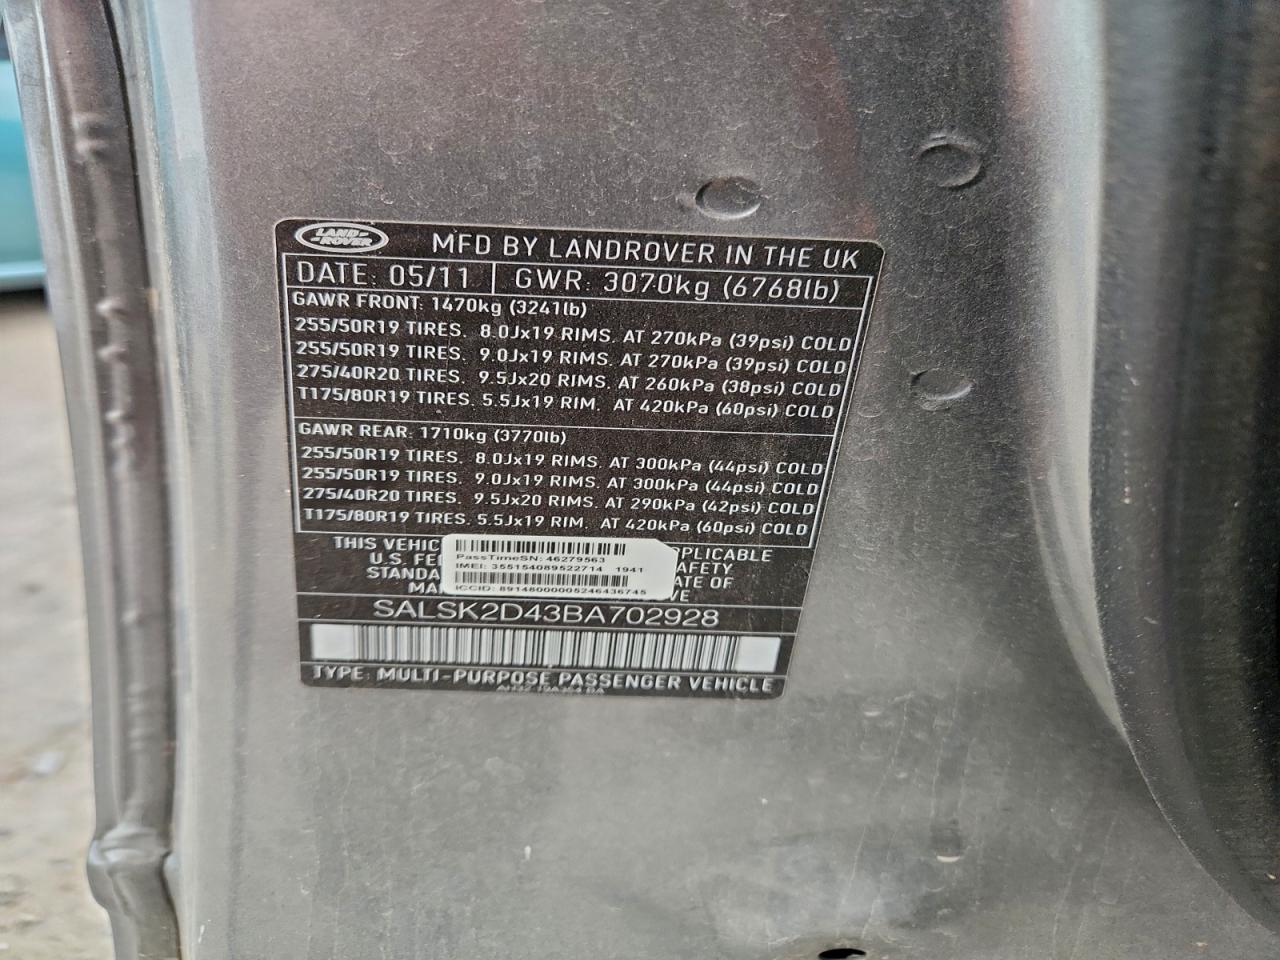 LAND ROVER
MFD BY LANDROVER IN THE UK
DATE: 05/11 GWR: 3070kg (6768lb)
GAWR FRONT: 1470kg (3241lb)
255/50R19 TIRES. 8.0Jx19 RIMS. AT 270kPa (39psi) COLD
255/50R19 TIRES. 9.0Jx19 RIMS. AT 270kPa (39psi) COLD
275/40R20 TIRES. 9.5Jx20 RIMS. AT 260kPa (38psi) COLD
T175/80R19 TIRES. 5.5Jx19 RIM. AT 420kPa (60psi) COLD
GAWR REAR: 1710kg (3770lb)
255/50R19 TIRES. 8.0Jx19 RIMS. AT 300kPa (44psi) COLD
255/50R19 TIRES. 9.0Jx19 RIMS. AT 300kPa (44psi) COLD
275/40R20 TIRES. 9.5Jx20 RIMS. AT 290kPa (42psi) COLD
T175/80R19 TIRES. 5.5Jx19 RIM. AT 420kPa (60psi) COLD
THIS VEHIC PPLICABLE
U.S. FE AFETY
STANDA ATE OF
MA VE
PassTimeSN: 46279563
IMEI: 355154089522714 1941
ICCID: 89148000005246436745
SALSK2D43BA702928
TYPE: MULTI-PURPOSE PASSENGER VEHICLE